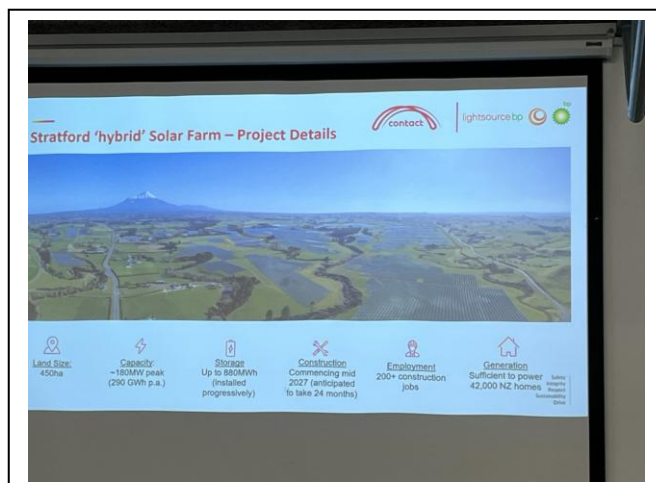 contact
lightsource bp
bp
Stratford 'hybrid' Solar Farm – Project Details
Land Size:
450ha
Capacity:
~180MW peak
(290 GWh p.a.)
Storage
Up to 880MWh
(Installed
progressively)
Construction
Commencing mid
2027 (anticipated
to take 24 months)
Employment
200+ construction
jobs
Generation
Sufficient to power
42,000 NZ homes
Safety
Integrity
Respect
Sustainability
Drive